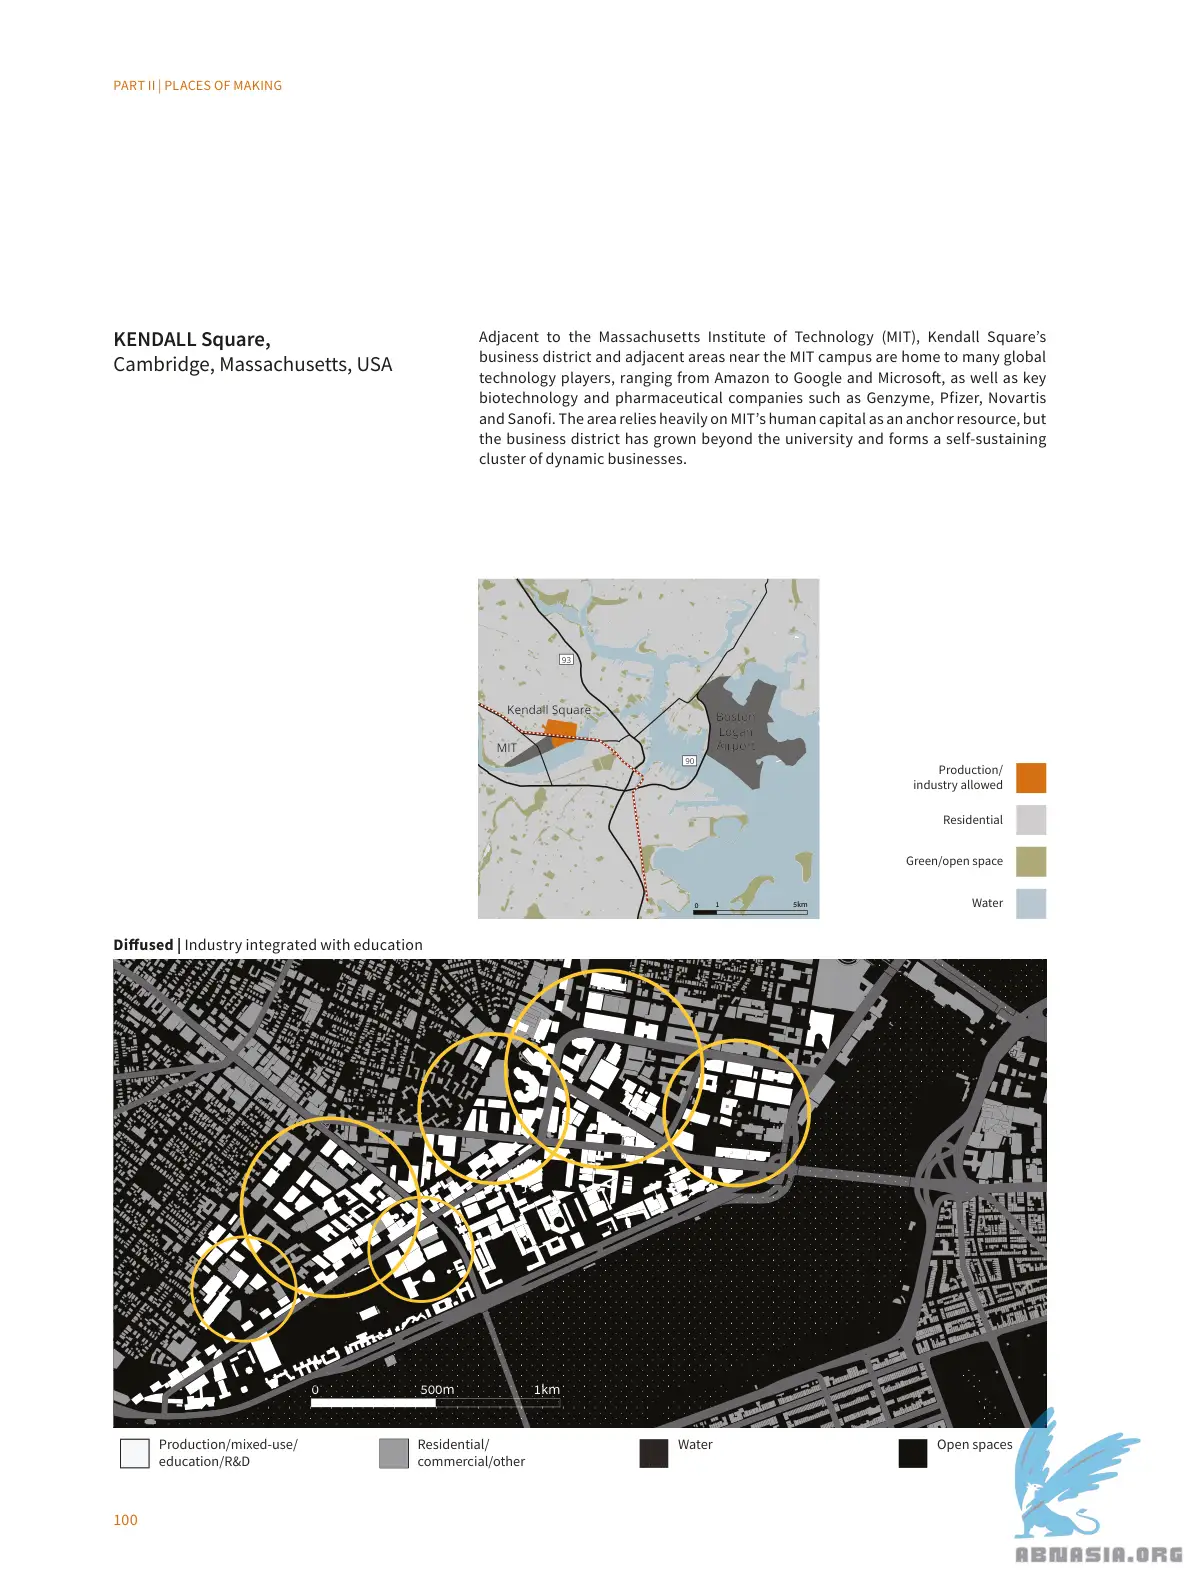 PART II | PLACES OF MAKING
KENDALL Square,
Cambridge, Massachusetts, USA
Adjacent to the Massachusetts Institute of Technology (MIT), Kendall Square’s
business district and adjacent areas near the MIT campus are home to many global
technology players, ranging from Amazon to Google and Microsoft, as well as key
biotechnology and pharmaceutical companies such as Genzyme, Pfizer, Novartis
and Sanofi. The area relies heavily on MIT’s human capital as an anchor resource, but
the business district has grown beyond the university and forms a self-sustaining
cluster of dynamic businesses.
93
Kendall Square
MIT
Boston
Logan
Airport
90
0 1 5km
Production/
industry allowed
Residential
Green/open space
Water
Diffused | Industry integrated with education
0 500m 1km
Production/mixed-use/
education/R&D
Residential/
commercial/other
Water
Open spaces
100
ABNASIA.ORG